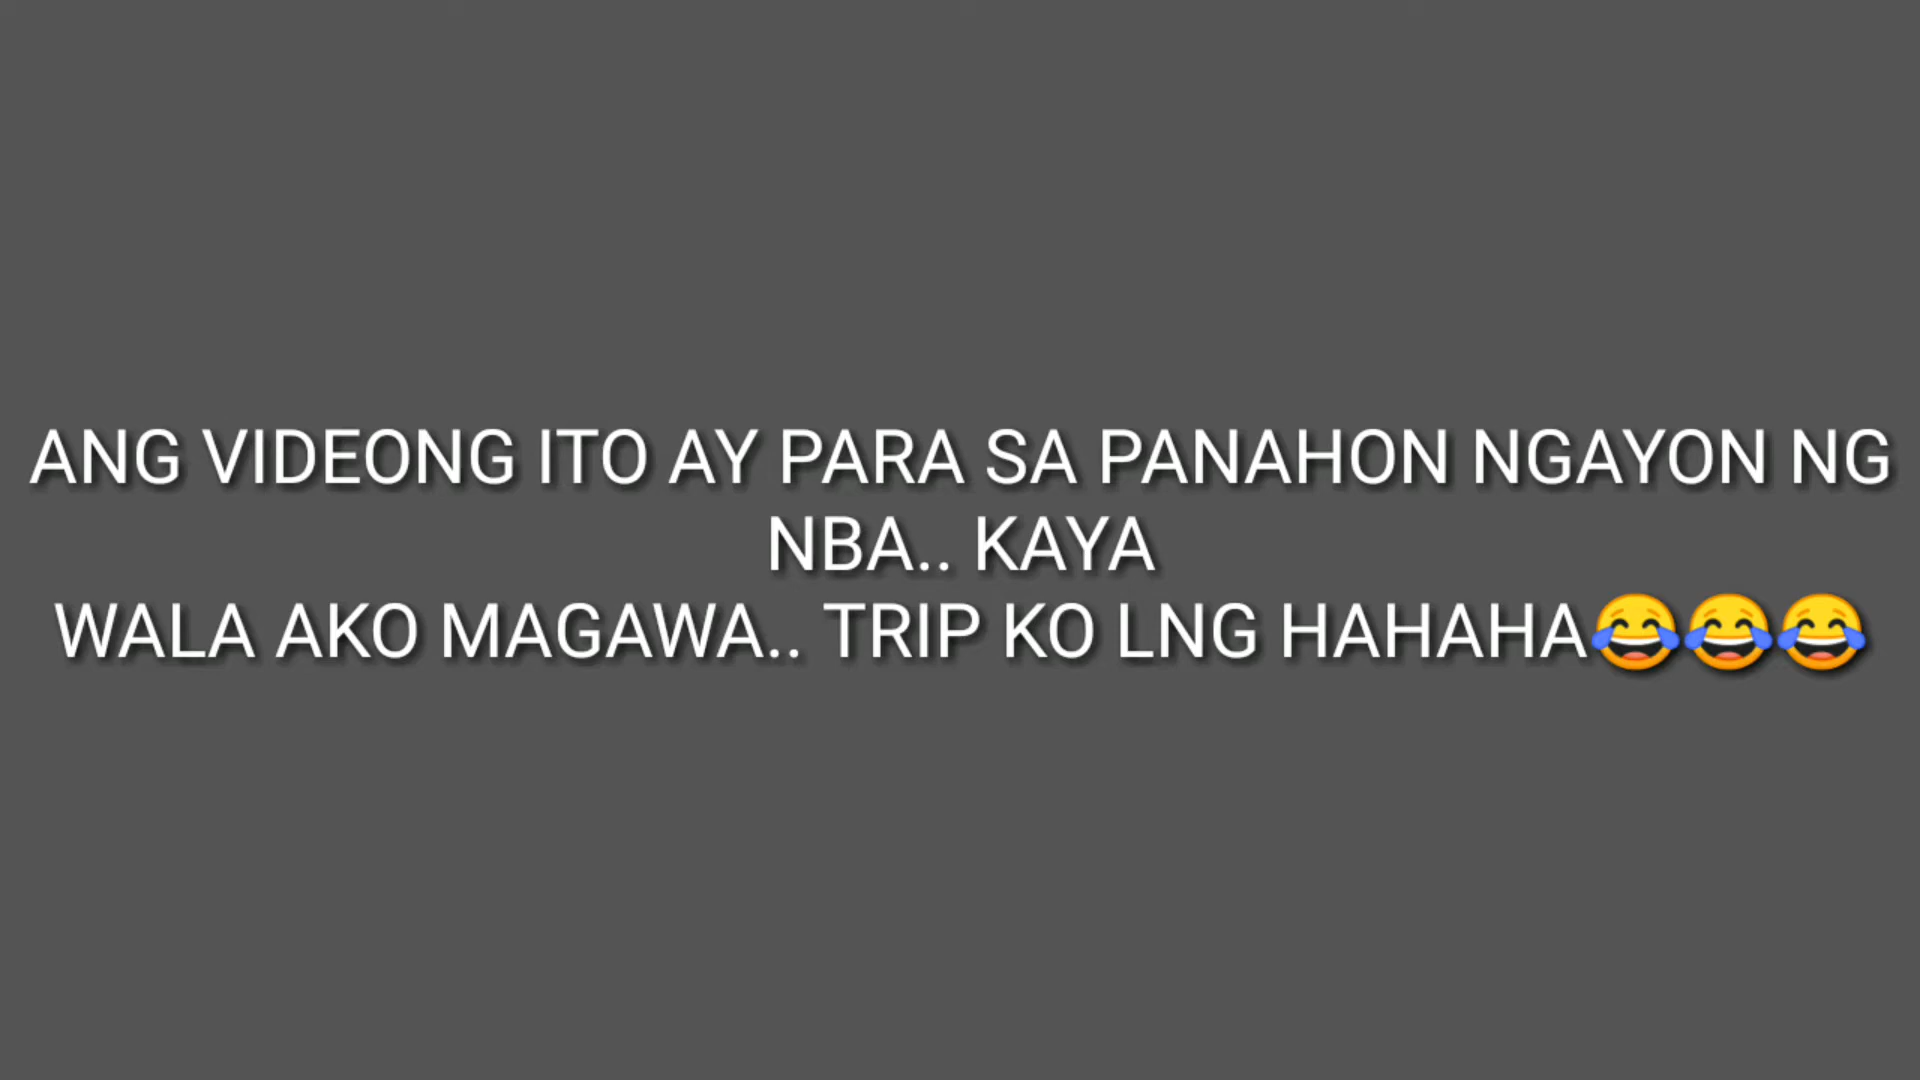 ANG VIDEONG ITO AY PARA SA PANAHON NGAYON NG
NBA.. KAYA
WALA AKO MAGAWA.. TRIP KO LNG HAHAHA😂😂😂